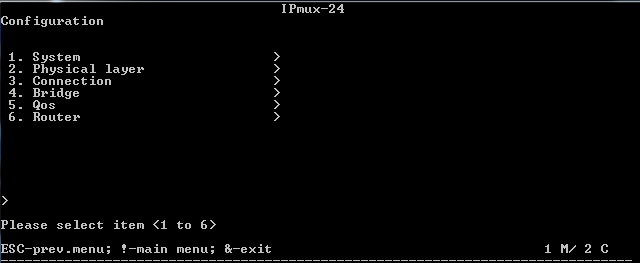 IPmux-24
Configuration
1. System >
2. Physical layer >
3. Connection >
4. Bridge >
5. Qos >
6. Router >
>
Please select item <1 to 6>
ESC-prev.menu; !-main menu; &-exit 1 M/ 2 C